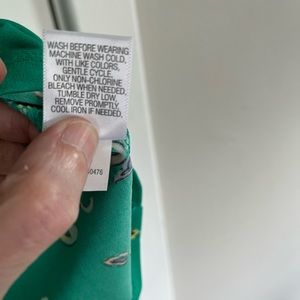 WASH BEFORE WEARING
MACHINE WASH COLD,
WITH LIKE COLORS,
GENTLE CYCLE.
ONLY NON-CHLORINE
BLEACH WHEN NEEDED,
TUMBLE DRY LOW,
REMOVE PROMPTLY,
COOL IRON IF NEEDED.
50476